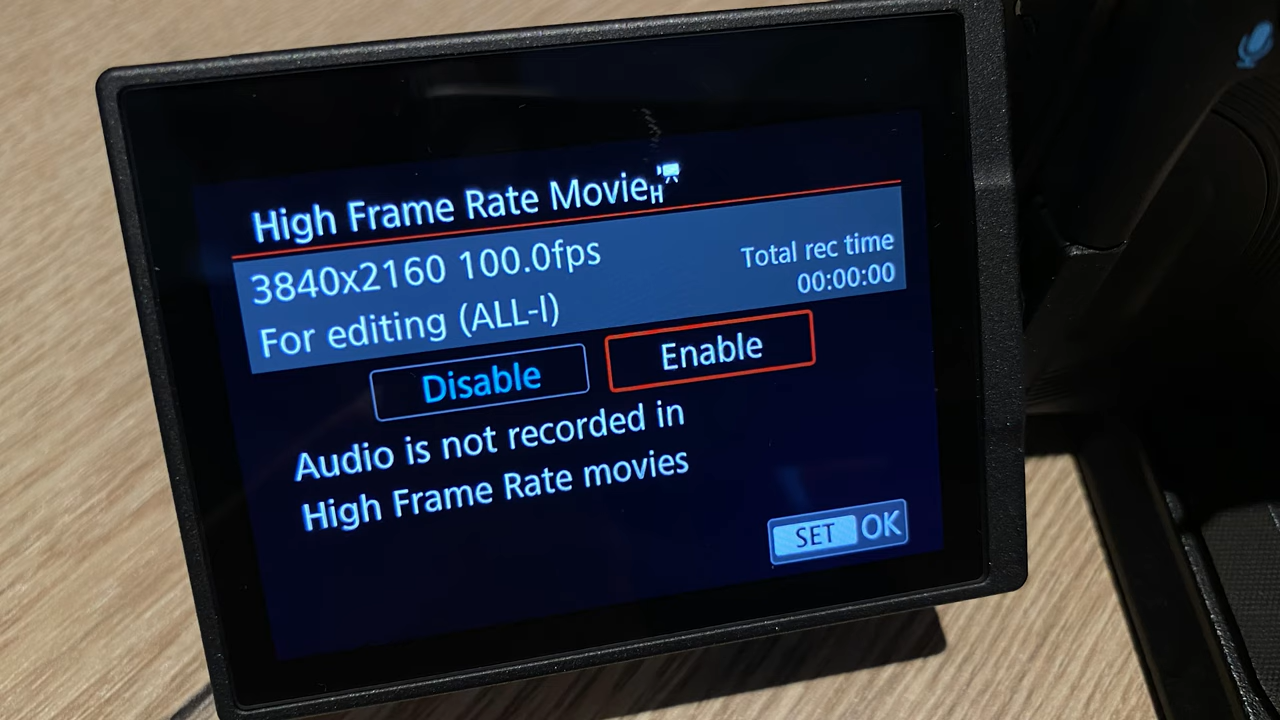 High Frame Rate Movie H
3840x2160 100.0fps
Total rec time
00:00:00
For editing (ALL-I)
Disable
Enable
Audio is not recorded in
High Frame Rate movies
SET OK